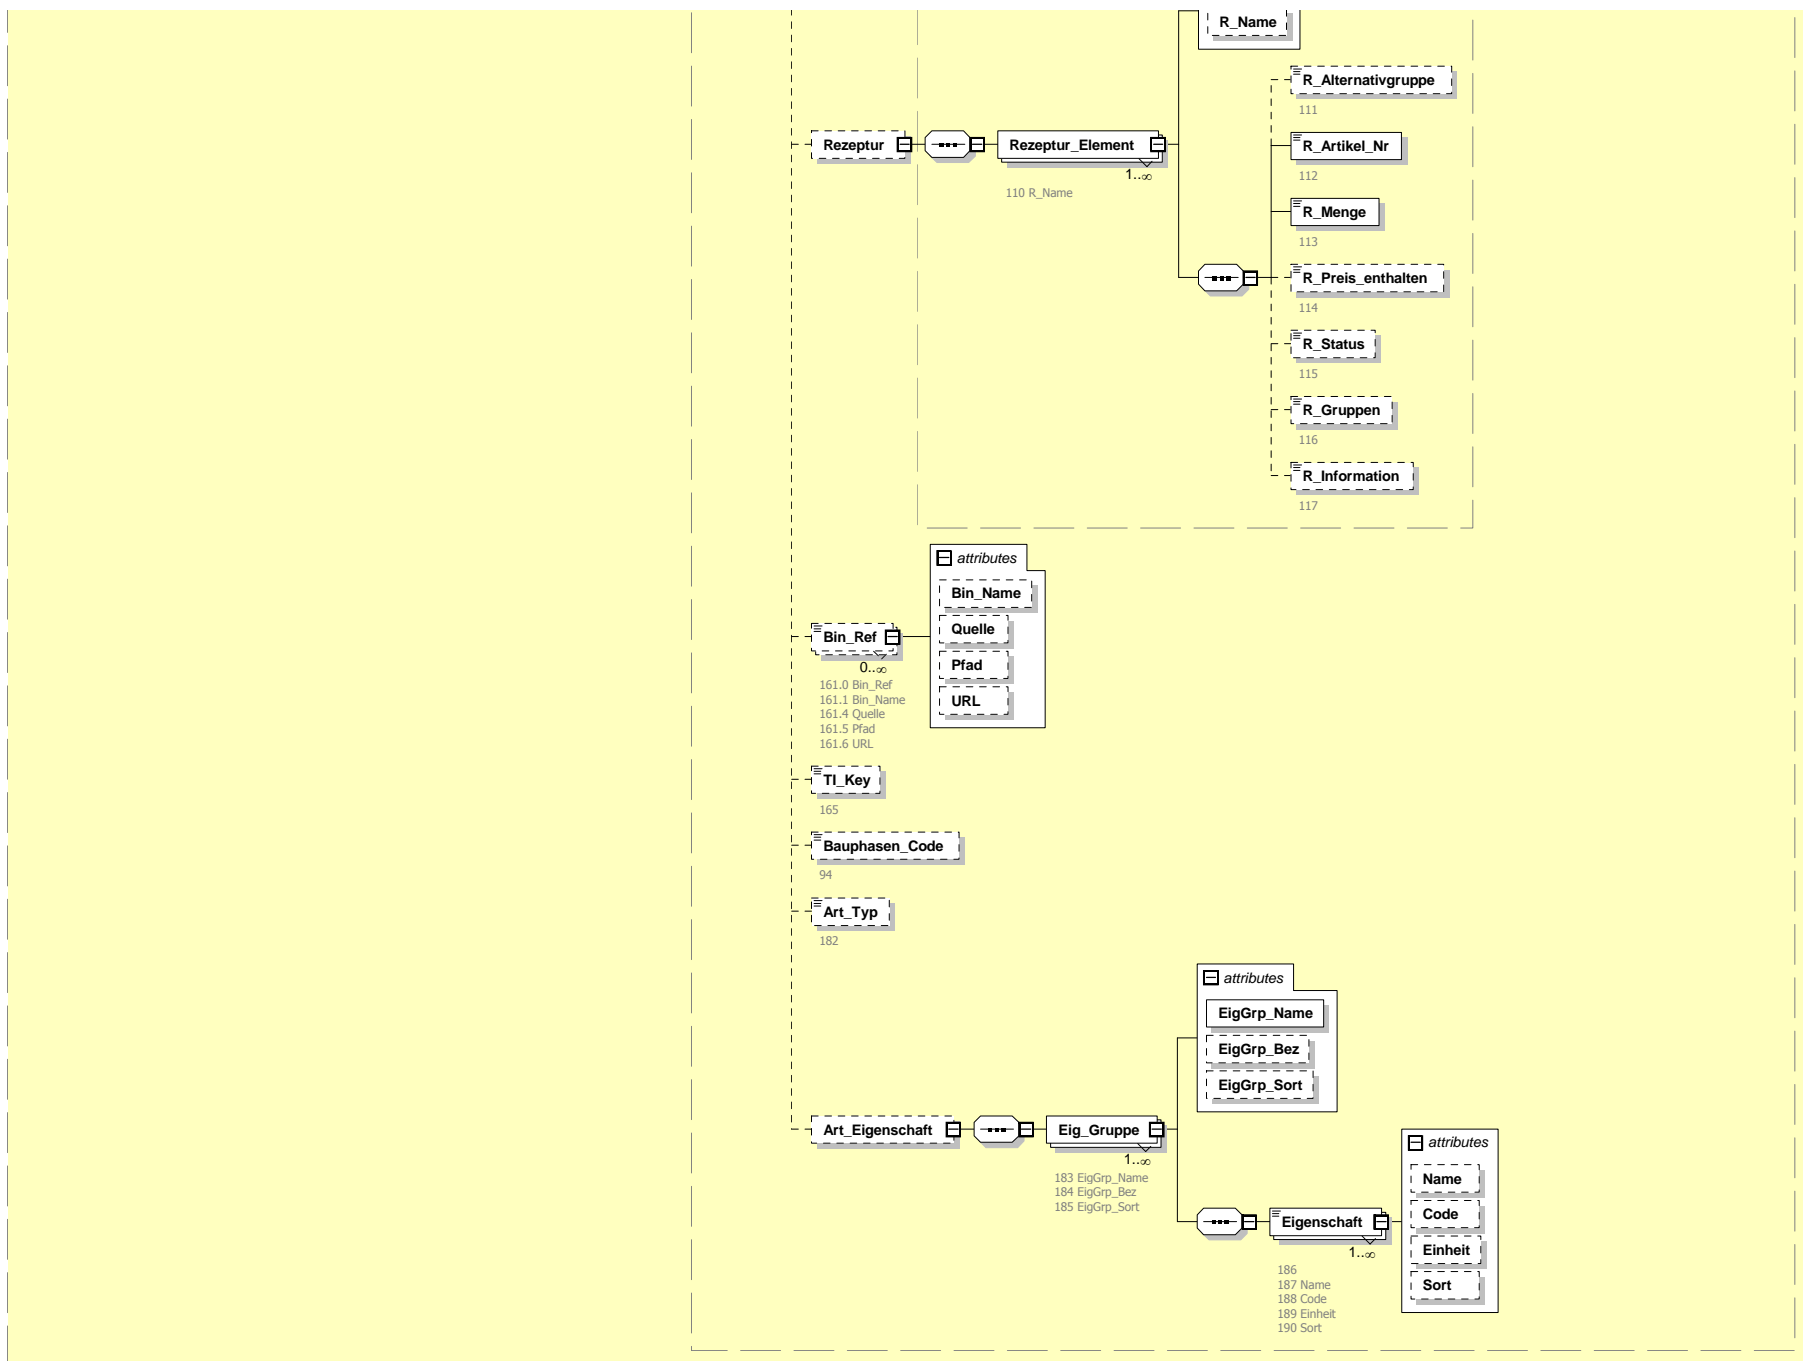 R_Name
R_Alternativgruppe
111
Rezeptur
Rezeptur_Element
1..∞
110 R_Name
R_Artikel_Nr
112
R_Menge
113
R_Preis_enthalten
114
R_Status
115
R_Gruppen
116
R_Information
117
attributes
Bin_Name
Quelle
Pfad
URL
Bin_Ref
0..∞
161.0 Bin_Ref
161.1 Bin_Name
161.4 Quelle
161.5 Pfad
161.6 URL
TI_Key
165
Bauphasen_Code
94
Art_Typ
182
attributes
EigGrp_Name
EigGrp_Bez
EigGrp_Sort
Art_Eigenschaft
Eig_Gruppe
1..∞
183 EigGrp_Name
184 EigGrp_Bez
185 EigGrp_Sort
attributes
Name
Code
Einheit
Sort
Eigenschaft
1..∞
186
187 Name
188 Code
189 Einheit
190 Sort